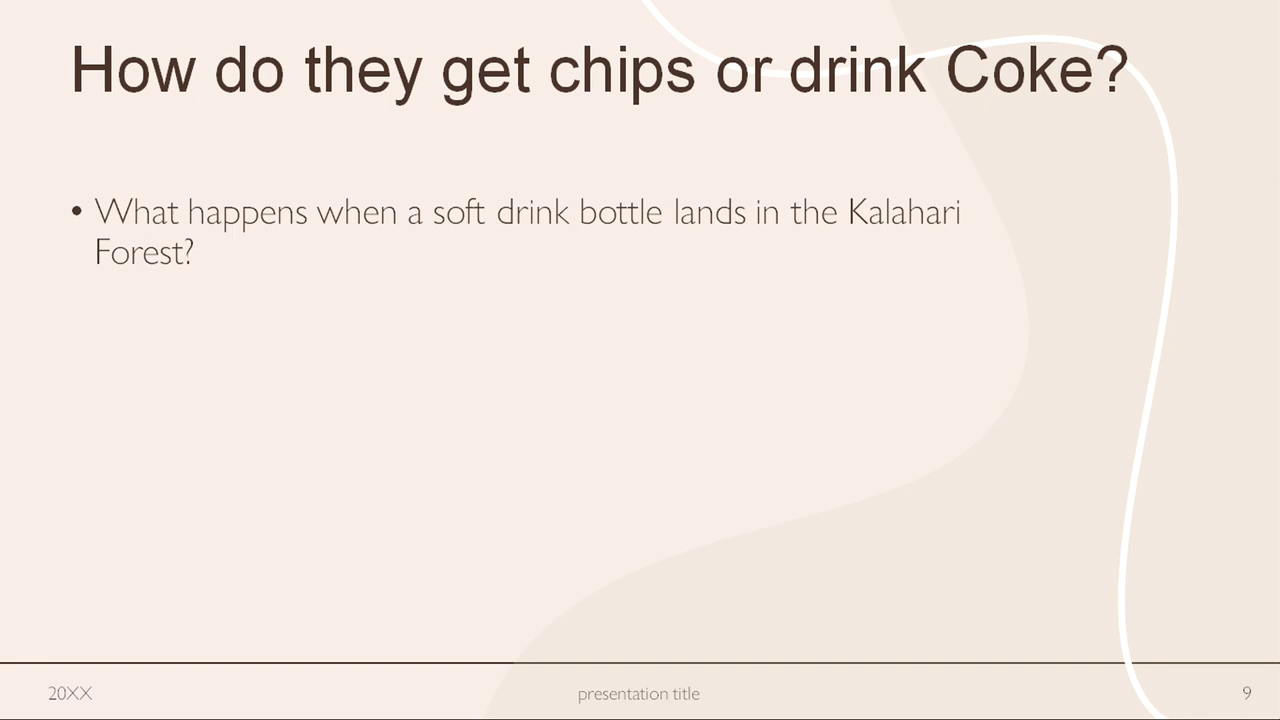 How do they get chips or drink Coke?
• What happens when a soft drink bottle lands in the Kalahari
Forest?
20XX
presentation title
9